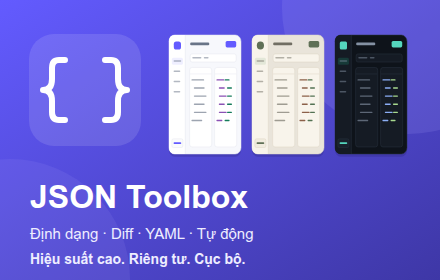 { }
JSON Toolbox
Định dạng · Diff · YAML · Tự động
Hiệu suất cao. Riêng tư. Cục bộ.